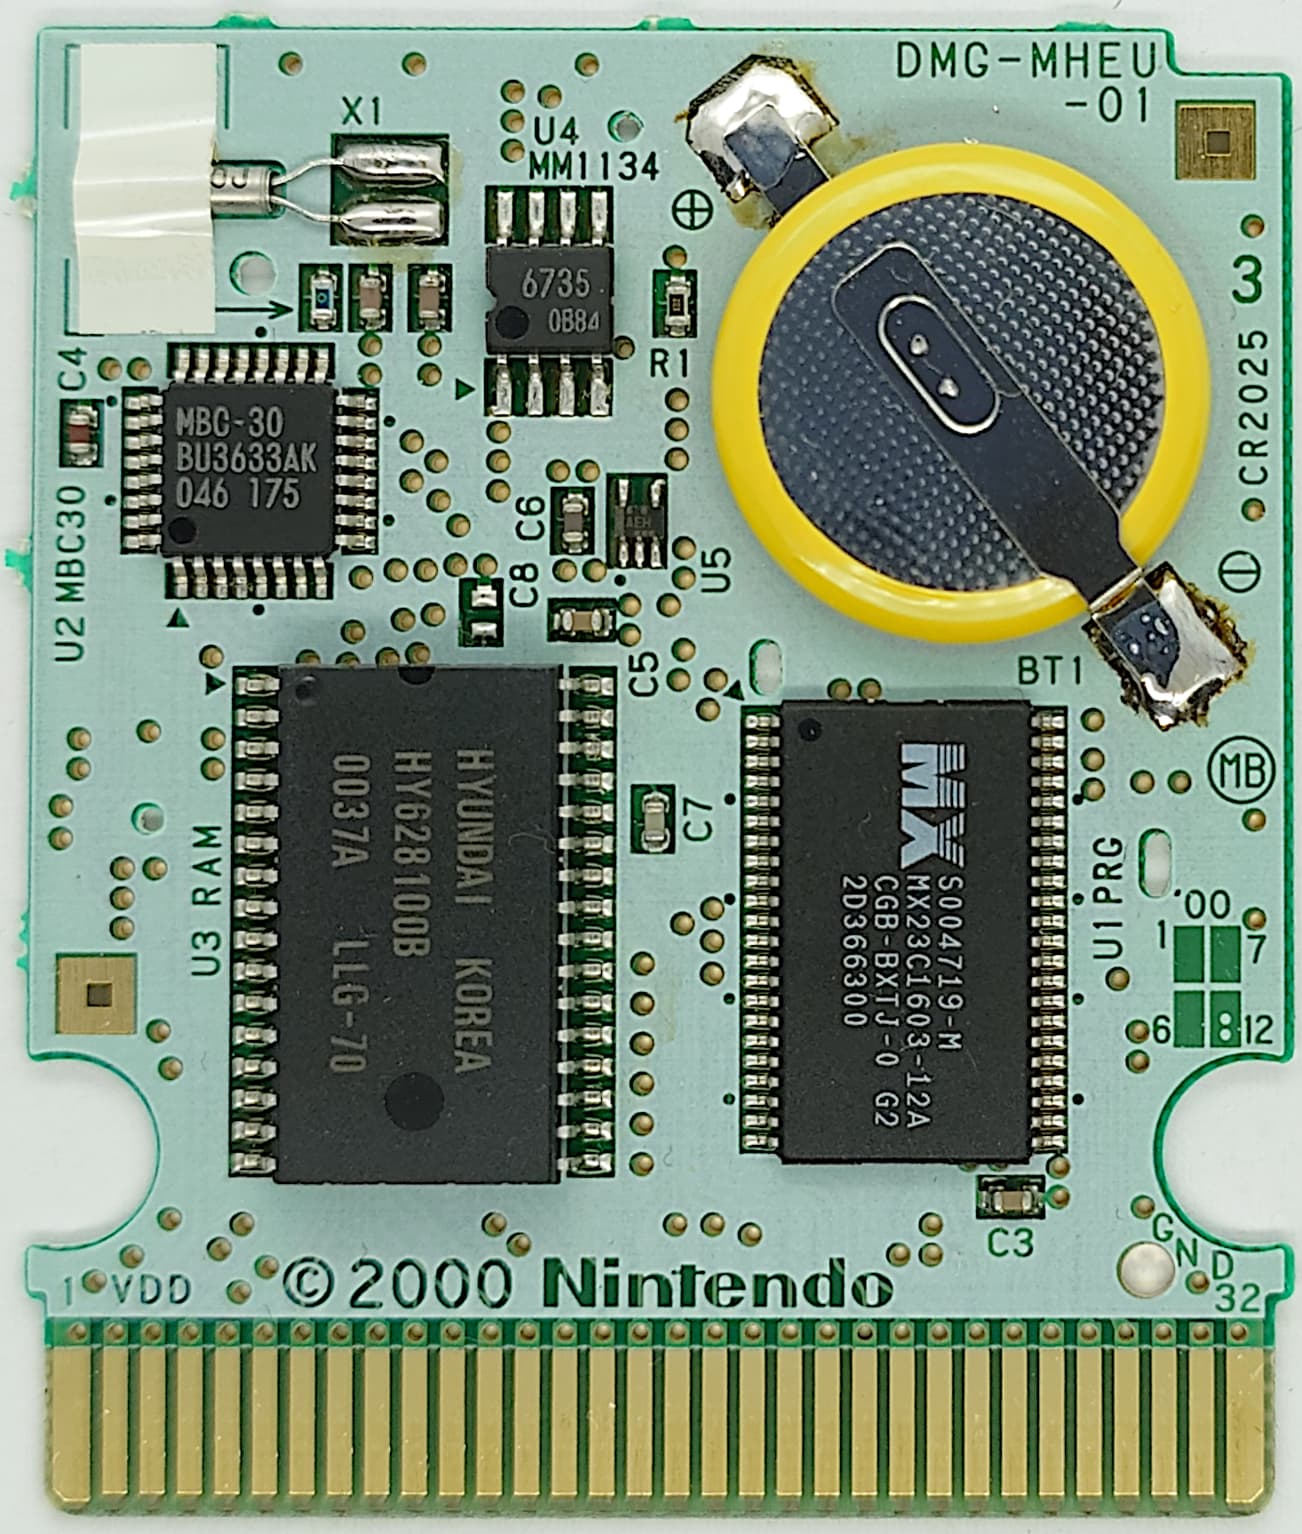 DMG-MHEU
-01
X1
U4
MM1134
6735
0B84
R1
3
CR2025
C4
MBC-30
BU3633AK
046 175
U2 MBC30
C6
AEH
U5
C8
C5
BT1
MB
HYUNDAI KOREA
HY628100B
0037A LLG-70
U3 RAM
C7
MX
S004719-M
MX23C1603-12A
CGB-BXTJ-0 G2
2D366300
U1 PRG
'00
1 7
6 12
C3
GND
32
1 VDD
©2000 Nintendo